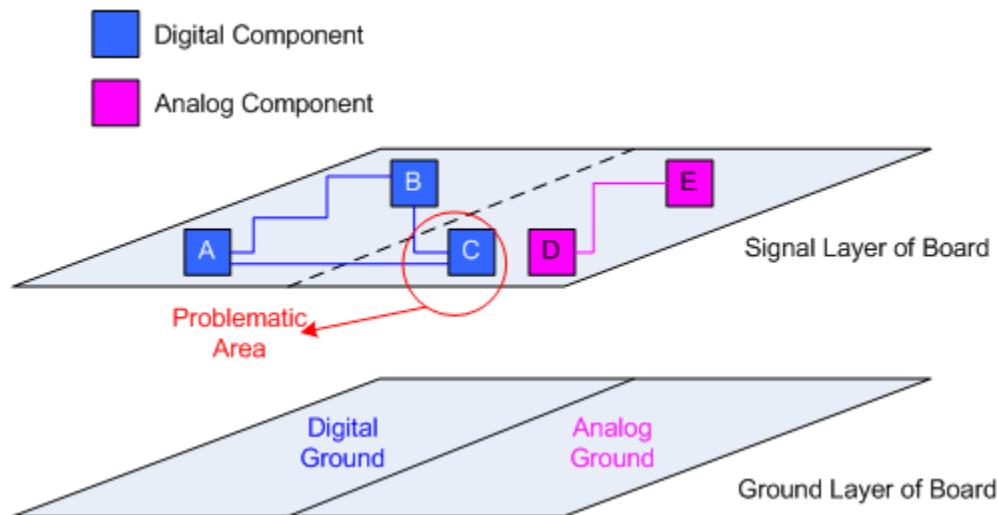 Digital Component
Analog Component
B
E
A
C
D
Signal Layer of Board
Problematic
Area
Digital
Ground
Analog
Ground
Ground Layer of Board